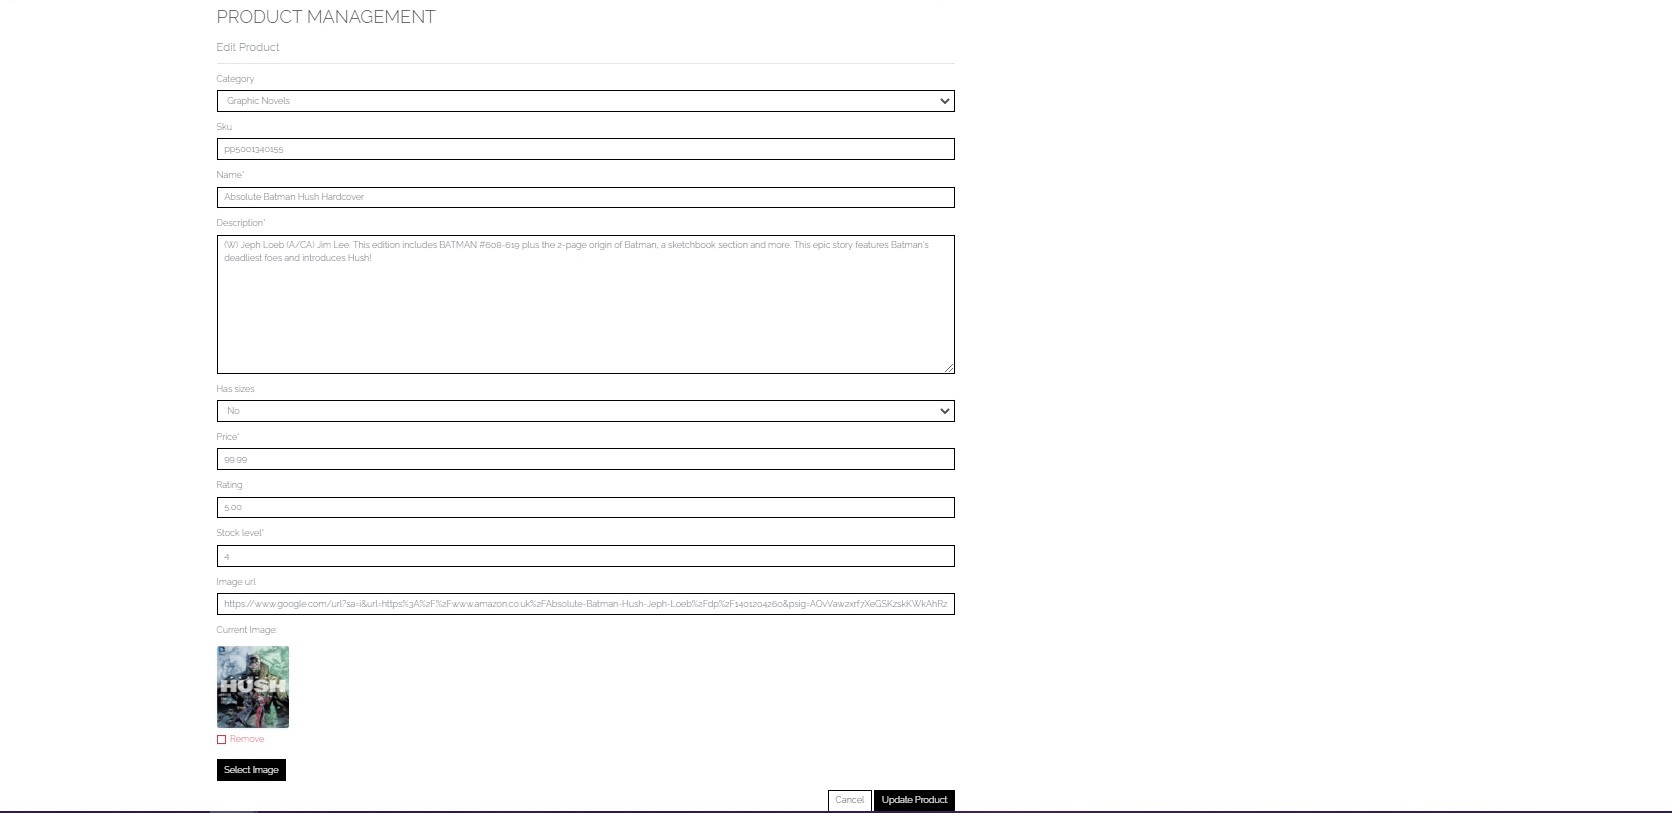 PRODUCT MANAGEMENT
Edit Product
Category
Graphic Novels
Sku
pp5001340155
Name*
Absolute Batman Hush Hardcover
Description*
(W) Jeph Loeb (A/CA) Jim Lee. This edition includes BATMAN #608-619 plus the 2-page origin of Batman, a sketchbook section and more. This epic story features Batman's
deadliest foes and introduces Hush!
Has sizes
No
Price*
99.99
Rating
5.00
Stock level*
4
Image url
https://www.google.com/url?sa=i&url=https%3A%2F%2Fwww.amazon.co.uk%2FAbsolute-Batman-Hush-Jeph-Loeb%2Fdp%2F1401204260&psig=AOvVaw2xrf7XeGSKzskKWkAhRz
Current Image:
HUSH
Remove
Select Image
Cancel
Update Product